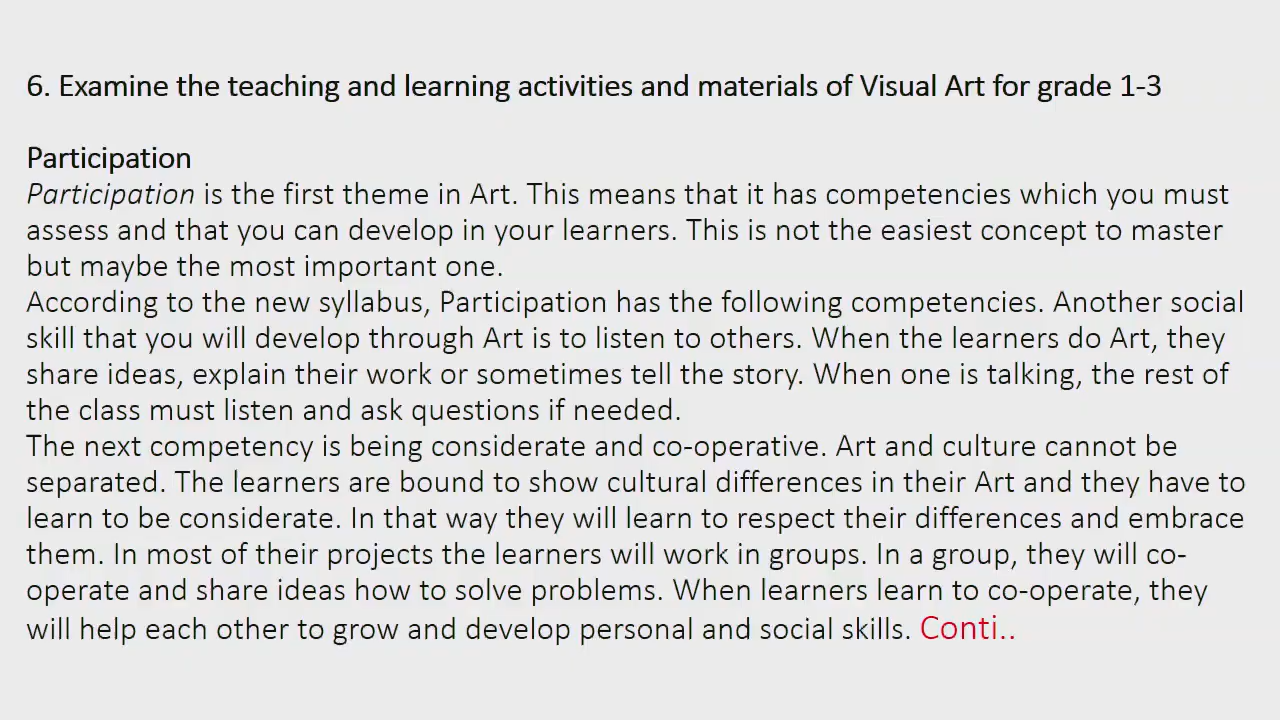 6. Examine the teaching and learning activities and materials of Visual Art for grade 1-3
Participation
Participation is the first theme in Art. This means that it has competencies which you must
assess and that you can develop in your learners. This is not the easiest concept to master
but maybe the most important one.
According to the new syllabus, Participation has the following competencies. Another social
skill that you will develop through Art is to listen to others. When the learners do Art, they
share ideas, explain their work or sometimes tell the story. When one is talking, the rest of
the class must listen and ask questions if needed.
The next competency is being considerate and co-operative. Art and culture cannot be
separated. The learners are bound to show cultural differences in their Art and they have to
learn to be considerate. In that way they will learn to respect their differences and embrace
them. In most of their projects the learners will work in groups. In a group, they will co-
operate and share ideas how to solve problems. When learners learn to co-operate, they
will help each other to grow and develop personal and social skills. Conti..